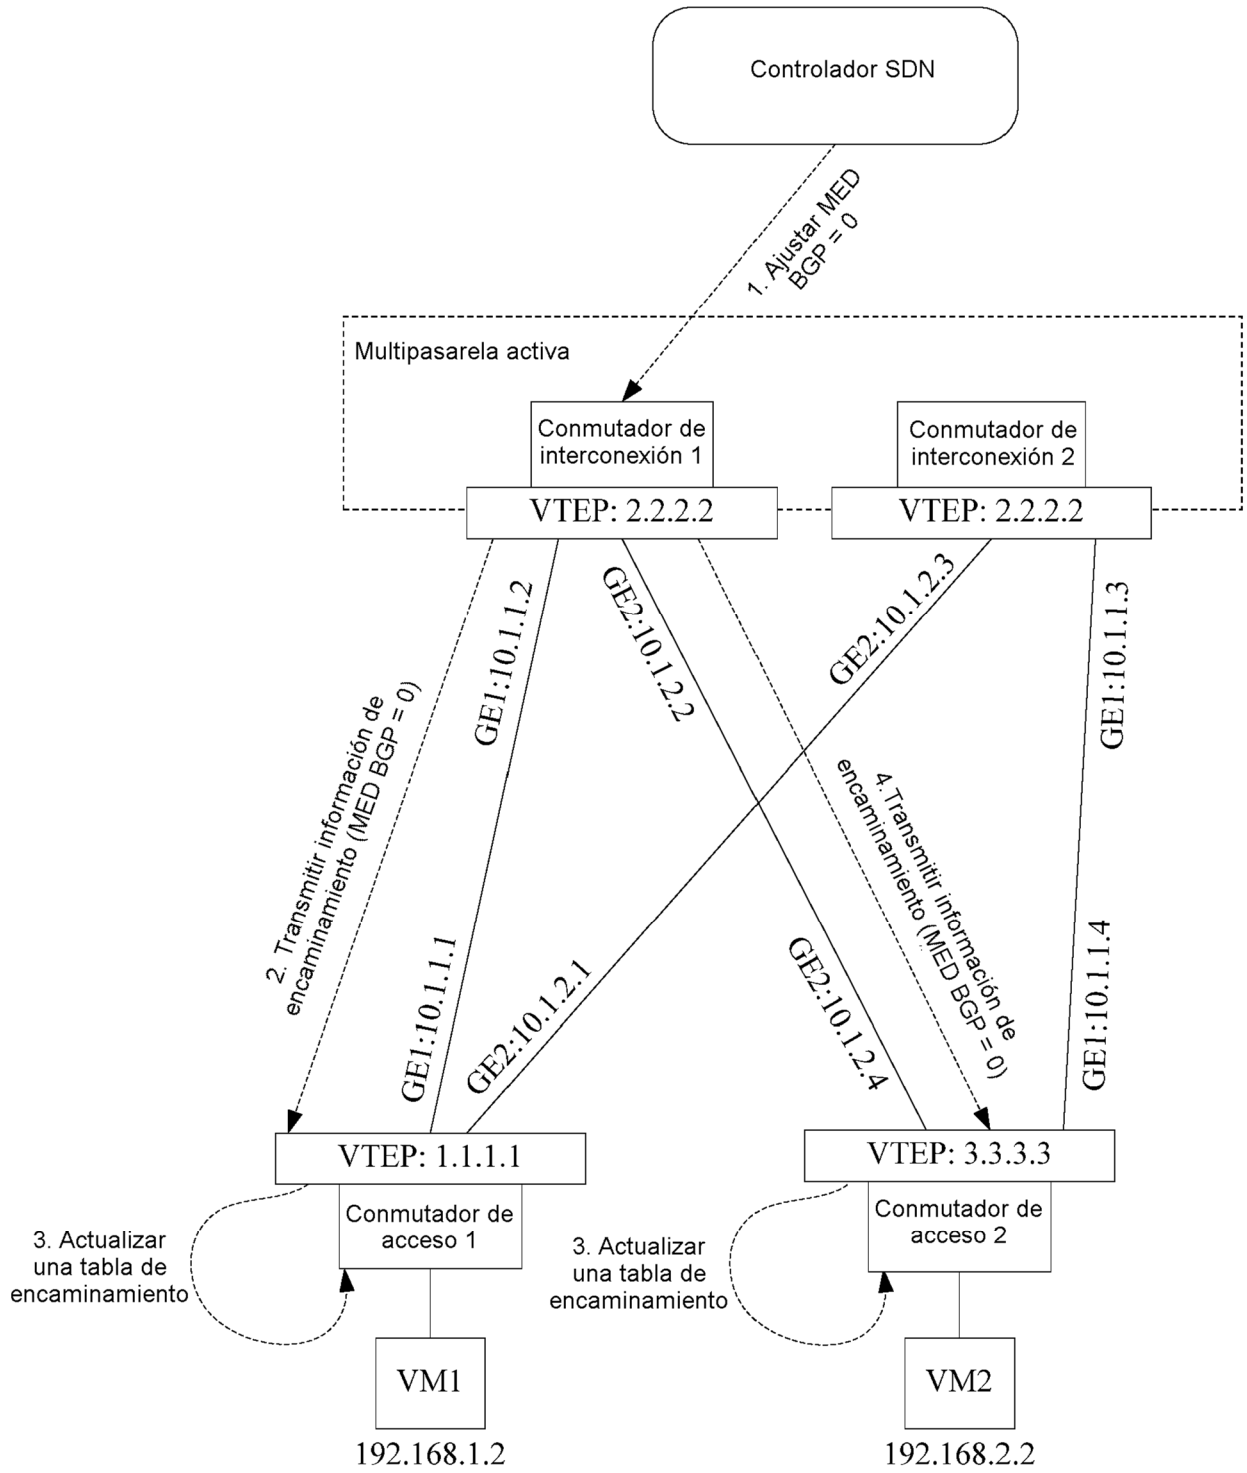 Controlador SDN
1. Ajustar MED
BGP = 0
Multipasarela activa
Conmutador de
interconexión 1
Conmutador de
interconexión 2
VTEP: 2.2.2.2
VTEP: 2.2.2.2
GE1:10.1.1.2
GE2:10.1.2.2
GE2:10.1.2.3
GE1:10.1.1.3
2. Transmitir información de
encaminamiento (MED BGP = 0)
4.Transmitir información de
encaminamiento (MED BGP = 0)
GE1:10.1.1.1
GE2:10.1.2.1
GE2:10.1.2.4
GE1:10.1.1.4
VTEP: 1.1.1.1
VTEP: 3.3.3.3
Conmutador de
acceso 1
Conmutador de
acceso 2
3. Actualizar
una tabla de
encaminamiento
3. Actualizar
una tabla de
encaminamiento
VM1
VM2
192.168.1.2
192.168.2.2